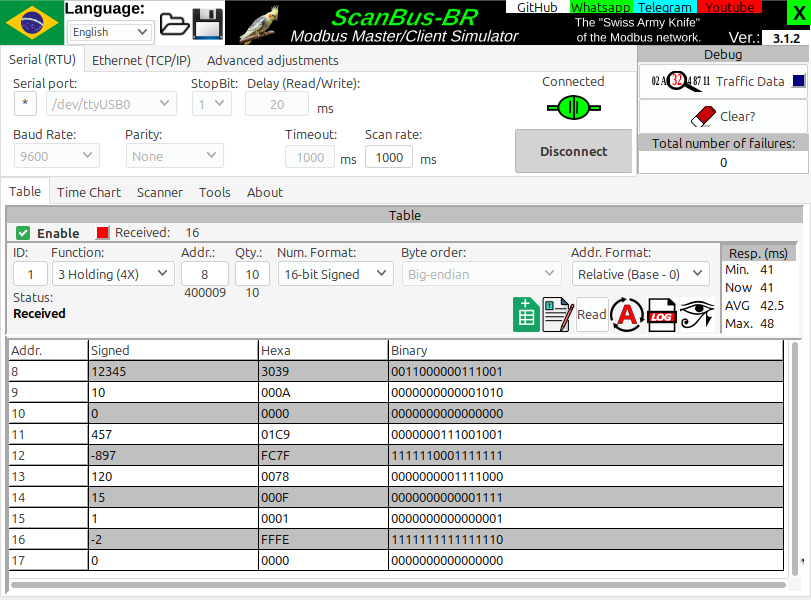 Language:
English
ScanBus-BR
Modbus Master/Client Simulator
GitHub Whatsapp Telegram Youtube
The "Swiss Army Knife"
of the Modbus network.
Ver.: 3.1.2
X
Serial (RTU) Ethernet (TCP/IP) Advanced adjustments
Serial port: StopBit: Delay (Read/Write):
* /dev/ttyUSB0 1 20 ms
Baud Rate: Parity: Timeout: Scan rate:
9600 None 1000 ms 1000 ms
Connected
Disconnect
Debug
Traffic Data
Clear?
Total number of failures:
0
Table Time Chart Scanner Tools About
Table
Enable Received: 16
ID: Function: Addr.: Qty.: Num. Format: Byte order: Addr. Format:
1 3 Holding (4X) 8 10 16-bit Signed Big-endian Relative (Base - 0)
400009 10
Status:
Received
Read
A
LOG
Resp. (ms)
Min. 41
Now 41
AVG 42.5
Max. 48
Addr. Signed Hexa Binary
8 12345 3039 0011000000111001
9 10 000A 0000000000001010
10 0 0000 0000000000000000
11 457 01C9 0000000111001001
12 -897 FC7F 1111110001111111
13 120 0078 0000000001111000
14 15 000F 0000000000001111
15 1 0001 0000000000000001
16 -2 FFFE 1111111111111110
17 0 0000 0000000000000000